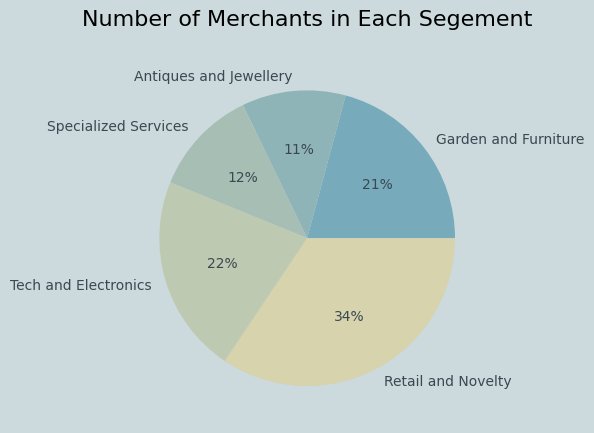 Number of Merchants in Each Segement
Antiques and Jewellery
Specialized Services
Garden and Furniture
11%
12%
21%
22%
Tech and Electronics
34%
Retail and Novelty